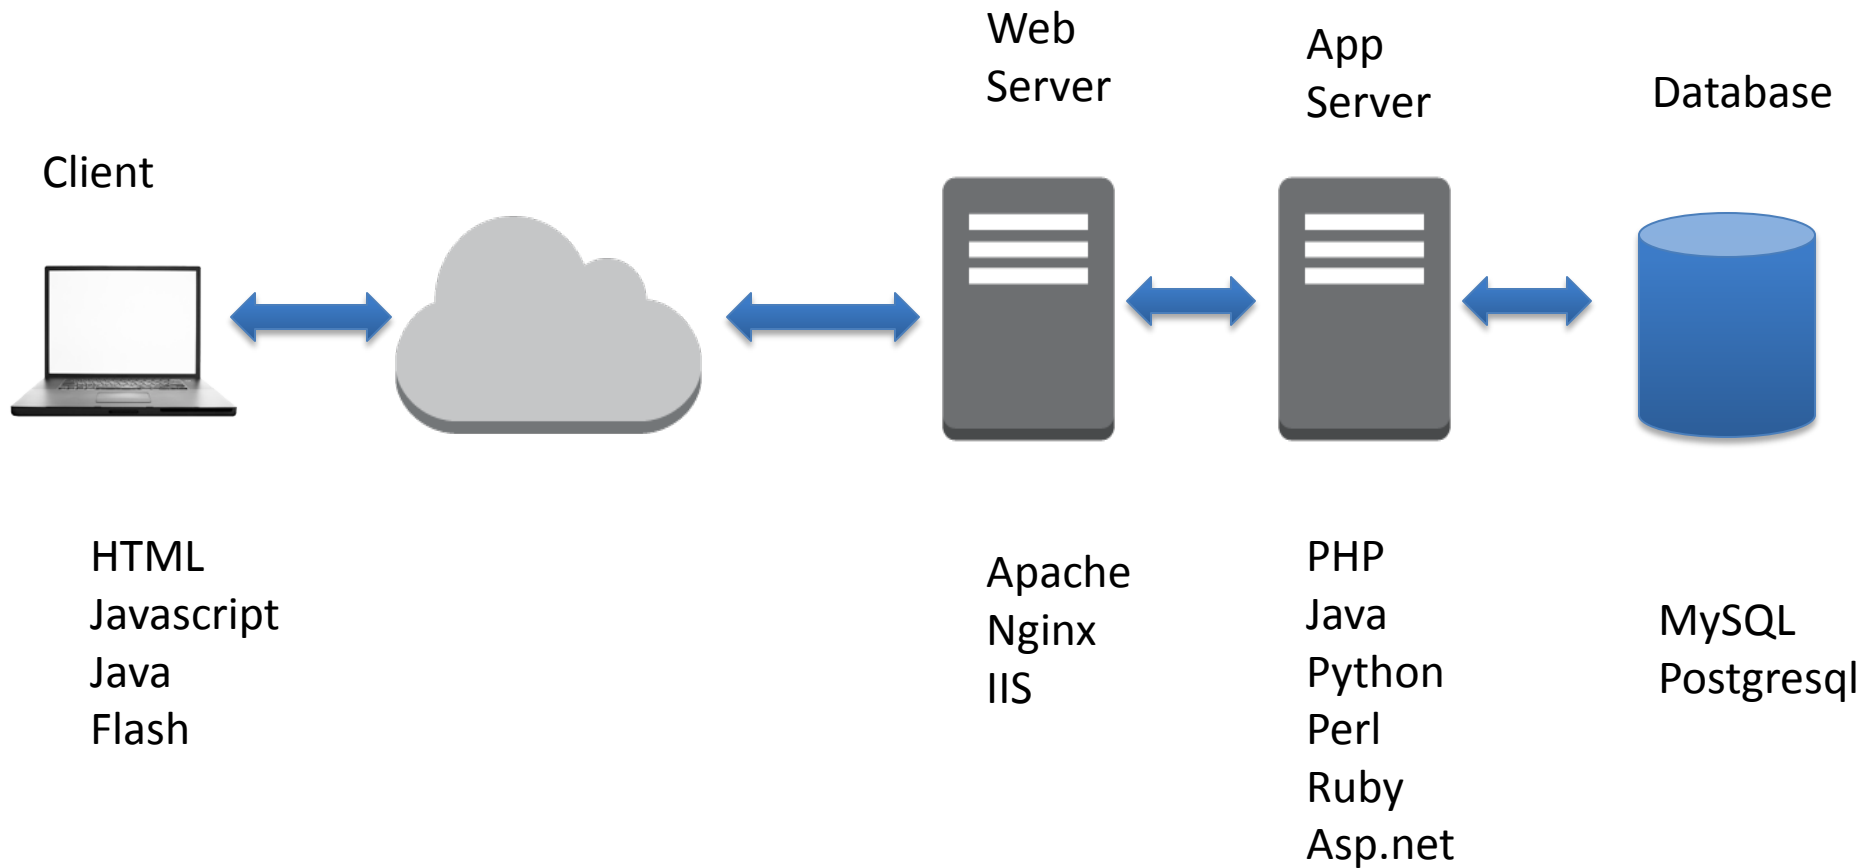 Client
Web
Server
App
Server
Database
HTML
Javascript
Java
Flash
Apache
Nginx
IIS
PHP
Java
Python
Perl
Ruby
Asp.net
MySQL
Postgresql